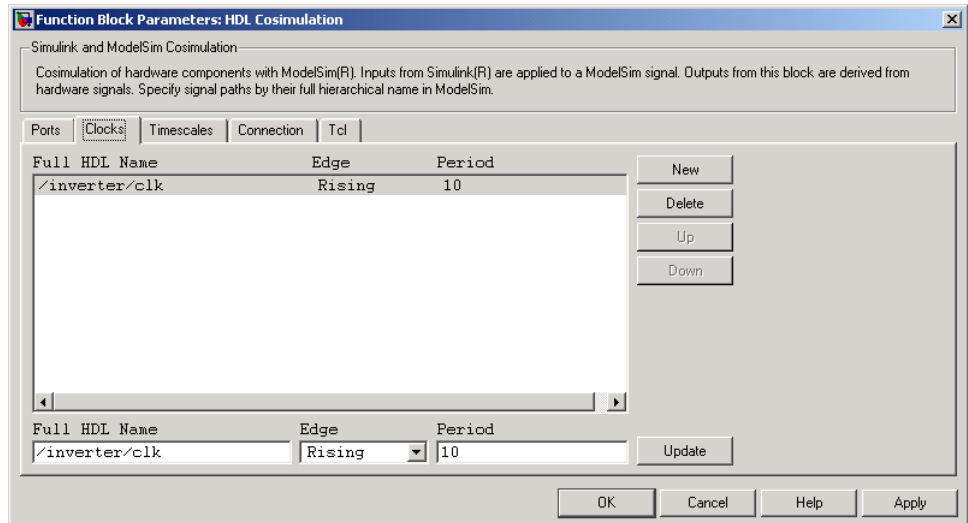 Function Block Parameters: HDL Cosimulation
Simulink and ModelSim Cosimulation
Cosimulation of hardware components with ModelSim(R). Inputs from Simulink(R) are applied to a ModelSim signal. Outputs from this block are derived from
hardware signals. Specify signal paths by their full hierarchical name in ModelSim.
Ports Clocks Timescales Connection Tcl
Full HDL Name Edge Period
/inverter/clk Rising 10
New
Delete
Up
Down
Full HDL Name Edge Period
/inverter/clk Rising 10 Update
OK Cancel Help Apply